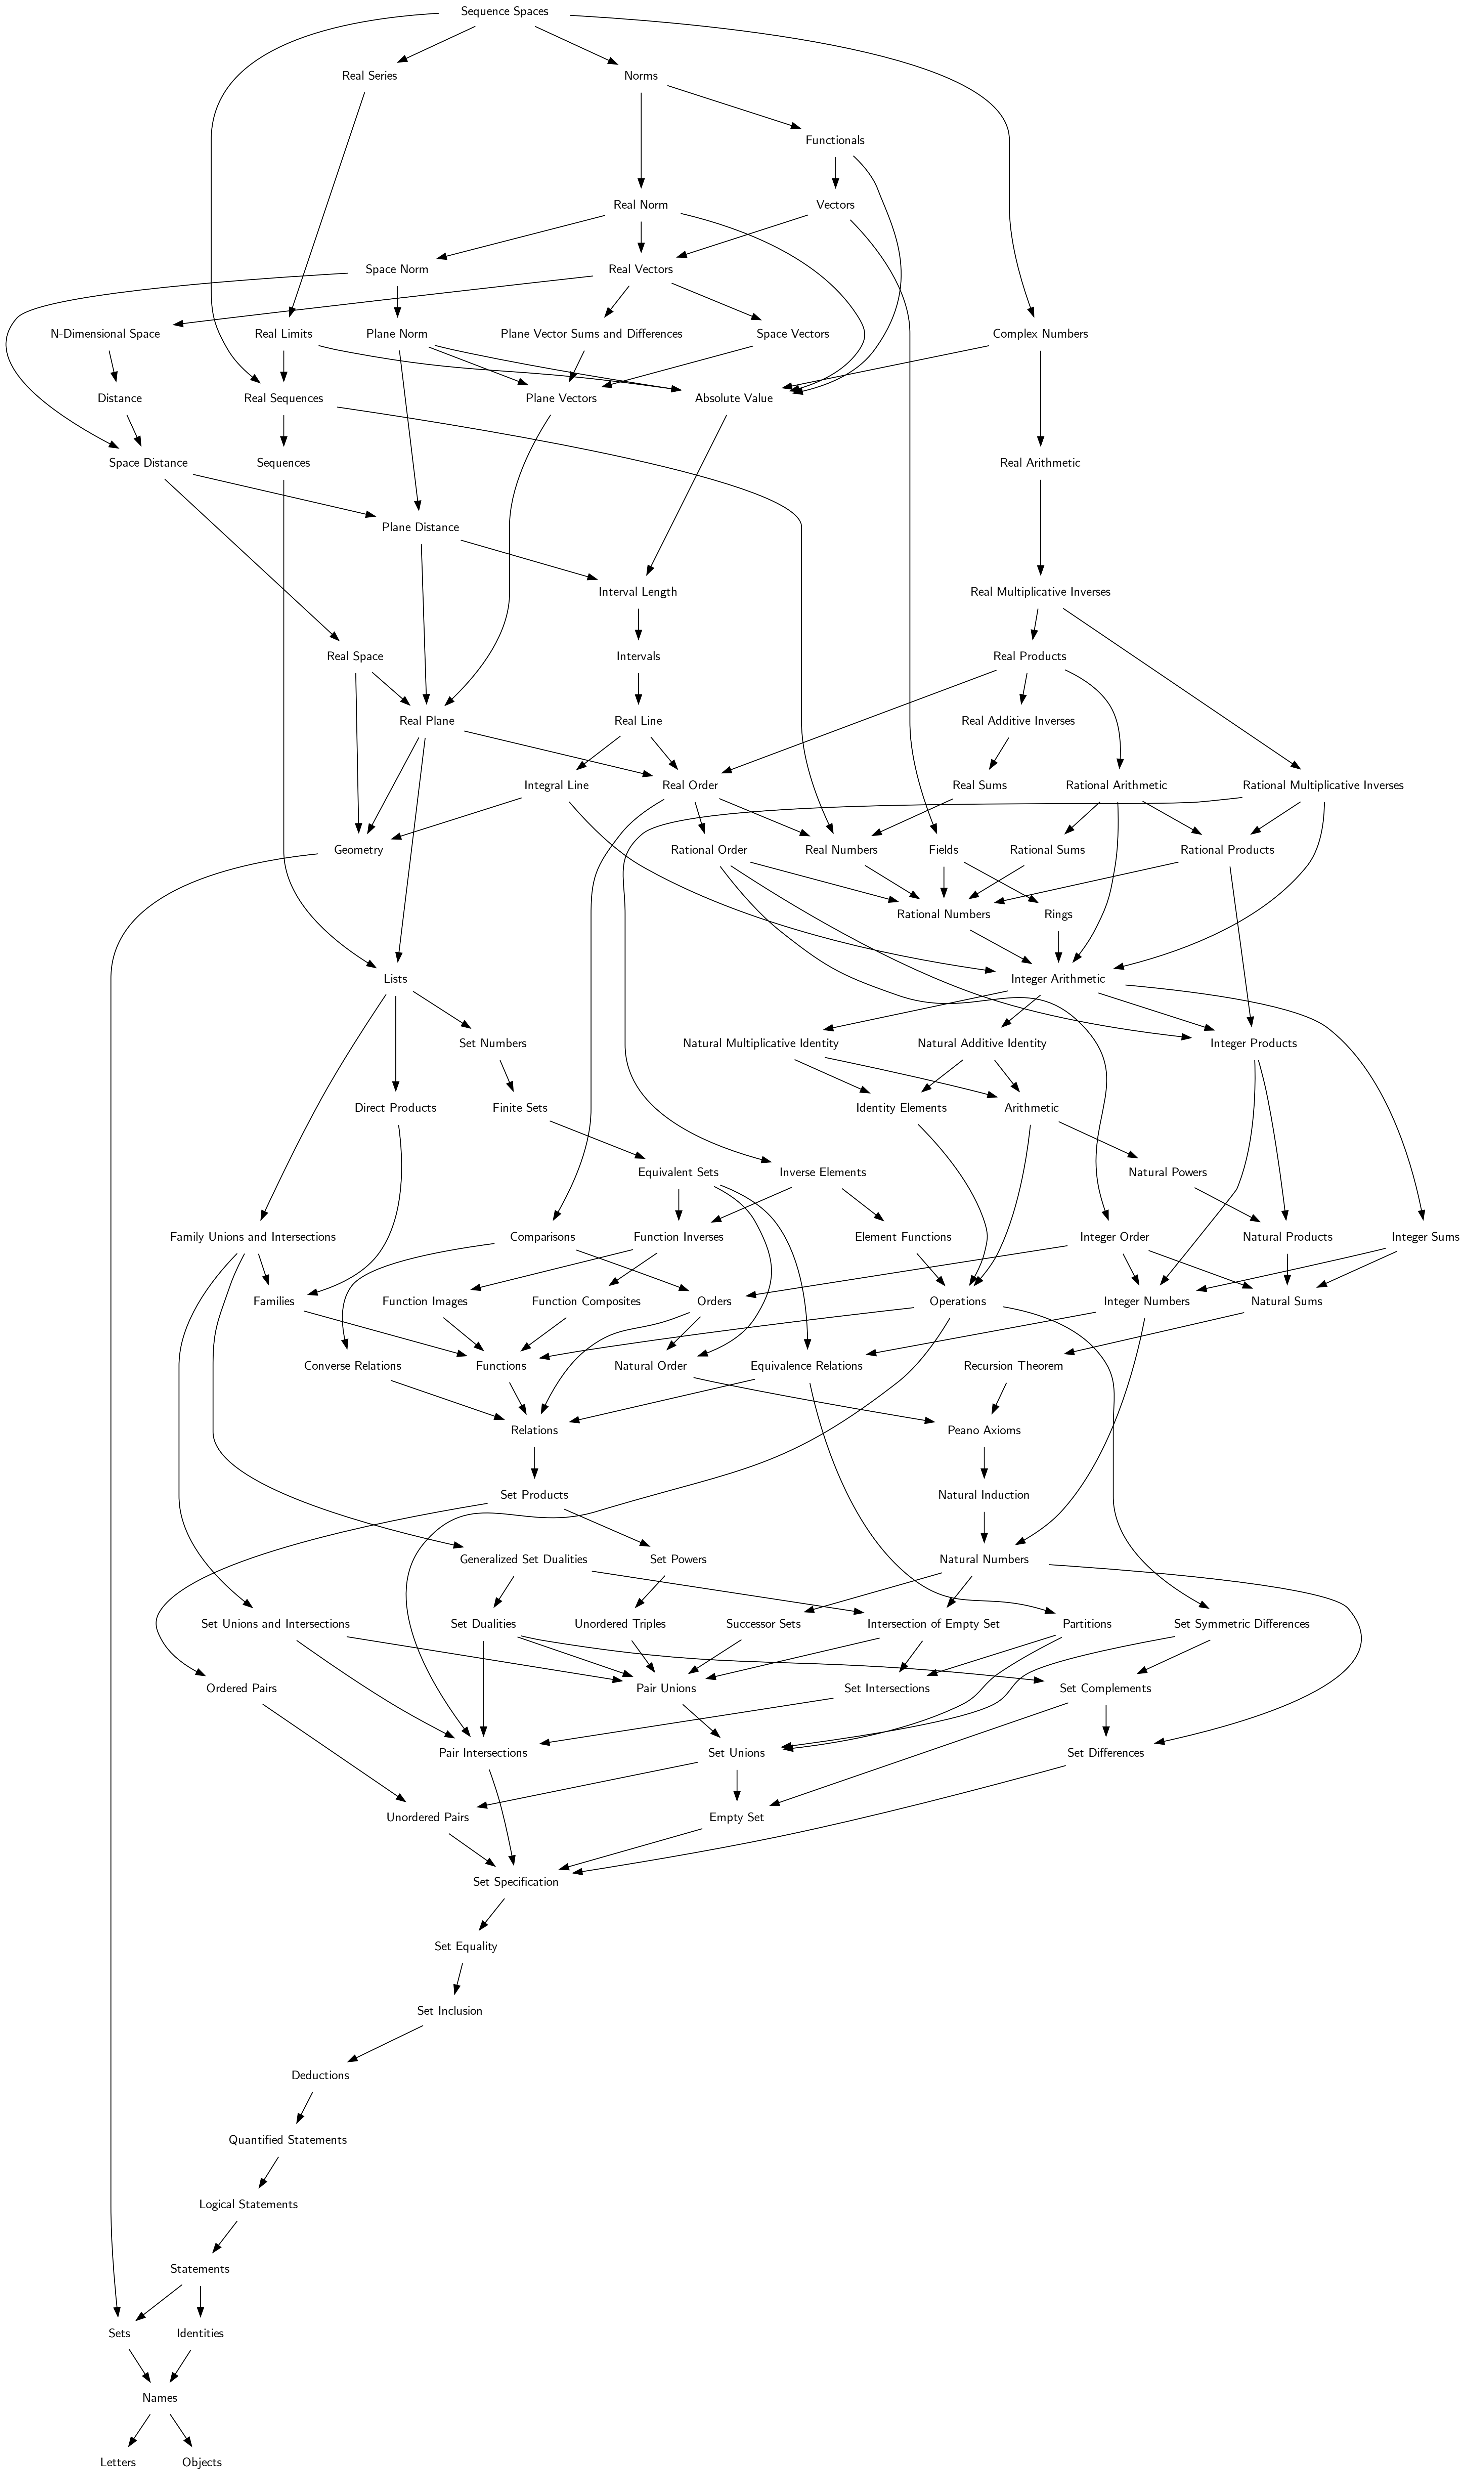 Sequence Spaces
Real Series
Norms
Functionals
Real Norm
Vectors
Space Norm
Real Vectors
N-Dimensional Space
Real Limits
Plane Norm
Plane Vector Sums and Differences
Space Vectors
Complex Numbers
Distance
Real Sequences
Plane Vectors
Absolute Value
Space Distance
Sequences
Real Arithmetic
Plane Distance
Interval Length
Real Multiplicative Inverses
Real Space
Intervals
Real Products
Real Plane
Real Line
Real Additive Inverses
Integral Line
Real Order
Real Sums
Rational Arithmetic
Rational Multiplicative Inverses
Geometry
Rational Order
Real Numbers
Fields
Rational Sums
Rational Products
Rational Numbers
Rings
Lists
Integer Arithmetic
Set Numbers
Natural Multiplicative Identity
Natural Additive Identity
Integer Products
Direct Products
Finite Sets
Identity Elements
Arithmetic
Equivalent Sets
Inverse Elements
Natural Powers
Family Unions and Intersections
Comparisons
Function Inverses
Element Functions
Integer Order
Natural Products
Integer Sums
Families
Function Images
Function Composites
Orders
Operations
Integer Numbers
Natural Sums
Converse Relations
Functions
Natural Order
Equivalence Relations
Recursion Theorem
Relations
Peano Axioms
Set Products
Natural Induction
Generalized Set Dualities
Set Powers
Natural Numbers
Set Unions and Intersections
Set Dualities
Unordered Triples
Successor Sets
Intersection of Empty Set
Partitions
Set Symmetric Differences
Ordered Pairs
Pair Unions
Set Intersections
Set Complements
Pair Intersections
Set Unions
Set Differences
Unordered Pairs
Empty Set
Set Specification
Set Equality
Set Inclusion
Deductions
Quantified Statements
Logical Statements
Statements
Sets
Identities
Names
Letters
Objects